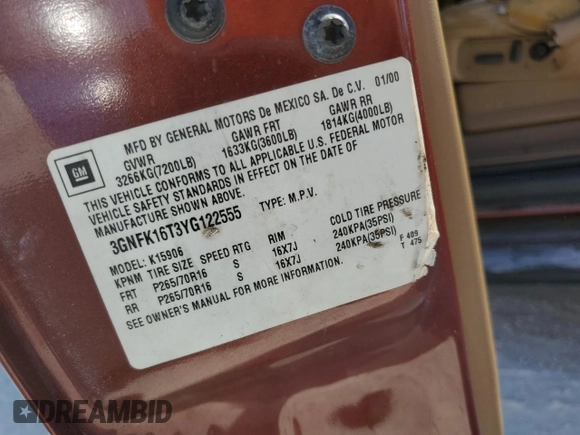 MFD BY GENERAL MOTORS De MEXICO SA. De C.V. 01/00
GM
GVWR GAWR FRT GAWR RR
3266KG(7200LB) 1633KG(3600LB) 1814KG(4000LB)
THIS VEHICLE CONFORMS TO ALL APPLICABLE U.S. FEDERAL MOTOR
VEHICLE SAFETY STANDARDS IN EFFECT ON THE DATE OF
MANUFACTURE SHOWN ABOVE.
3GNFK16T3YG122555 TYPE: M.P.V.
MODEL: K15906
KPNM TIRE SIZE SPEED RTG RIM COLD TIRE PRESSURE
FRT P265/70R16 S 16X7J 240KPA(35PSI)
RR P265/70R16 S 16X7J 240KPA(35PSI)
F 409
T 475
SEE OWNER'S MANUAL FOR MORE INFORMATION.
DREAMBID